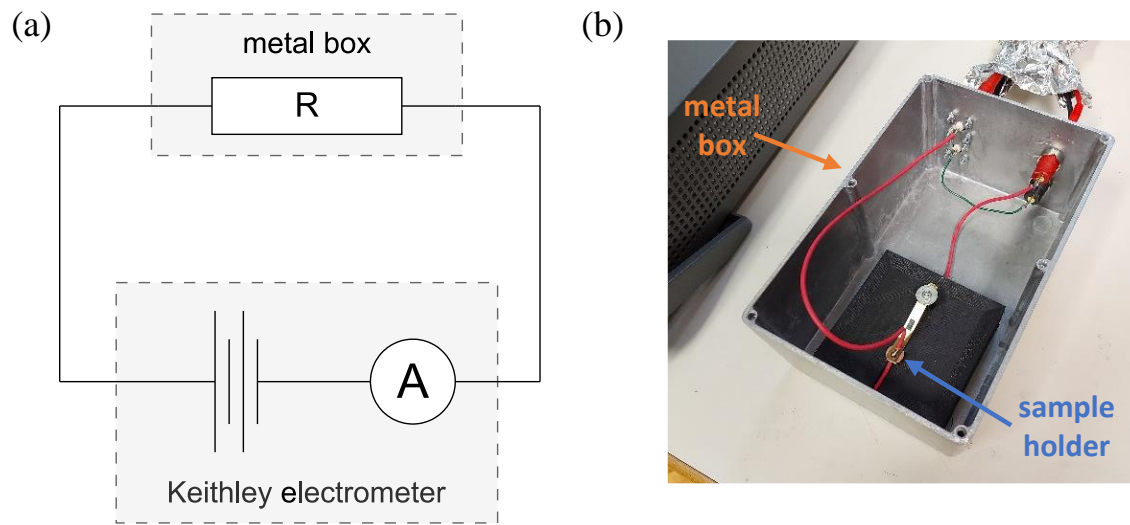 (a)
metal box
R
A
Keithley electrometer
(b)
metal
box
sample
holder